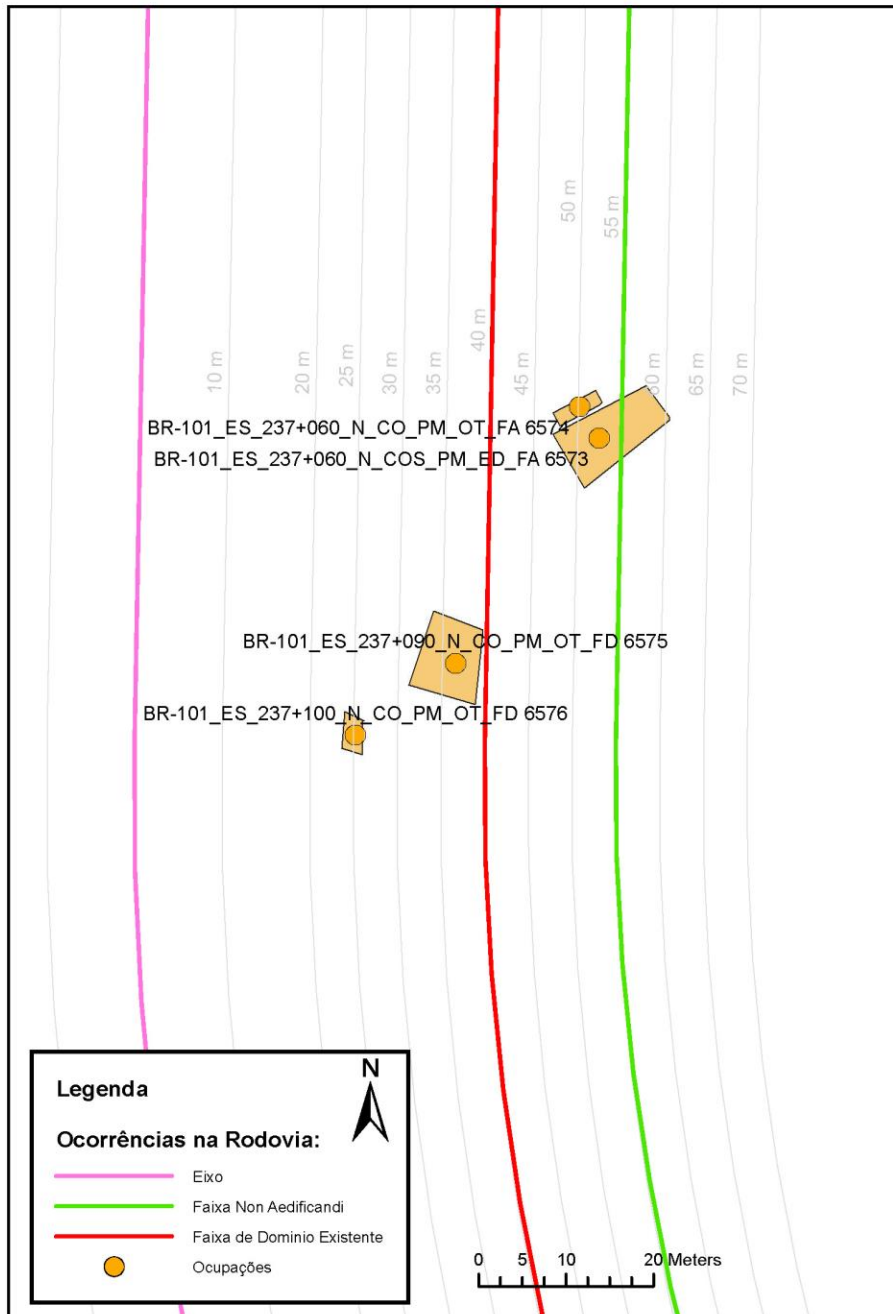 50 m
55 m
40 m
10 m
20 m
25 m
30 m
35 m
45 m
60 m
65 m
70 m
BR-101_ES_237+060_N_CO_PM_OT_FA 6574
BR-101_ES_237+060_N_COS_PM_ED_FA 6573
BR-101_ES_237+090_N_CO_PM_OT_FD 6575
BR-101_ES_237+100_N_CO_PM_OT_FD 6576
Legenda
N
Ocorrências na Rodovia:
Eixo
Faixa Non Aedificandi
Faixa de Dominio Existente
Ocupações
0 5 10 20 Meters